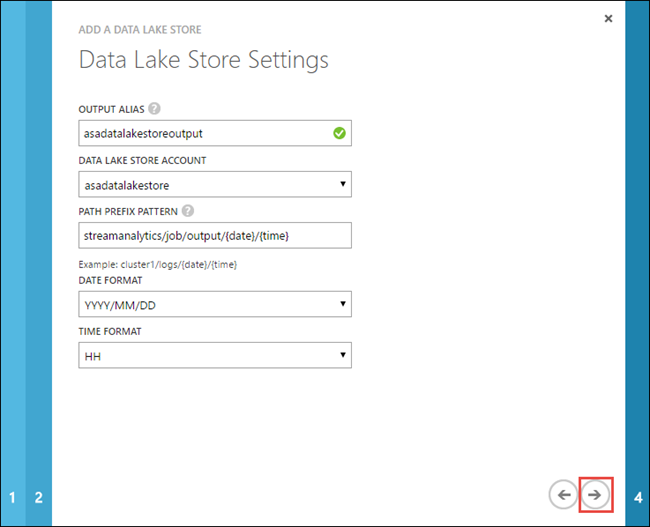 ADD A DATA LAKE STORE
Data Lake Store Settings
OUTPUT ALIAS ?
asadatalakestoreoutput
DATA LAKE STORE ACCOUNT
asadatalakestore
PATH PREFIX PATTERN ?
streamanalytics/job/output/{date}/{time}
Example: cluster1/logs/{date}/{time}
DATE FORMAT
YYYY/MM/DD
TIME FORMAT
HH
1 2 4